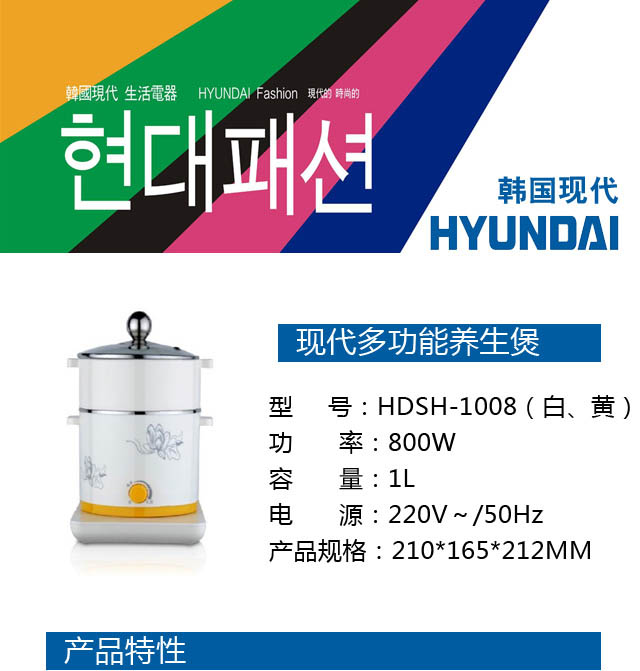 韓國現代 生活電器 HYUNDAI Fashion 現代的 時尚的
현대패션
韩国现代
HYUNDAI
现代多功能养生煲
型 号：HDSH-1008（白、黄）
功 率：800W
容 量：1L
电 源：220V～/50Hz
产品规格：210*165*212MM
产品特性